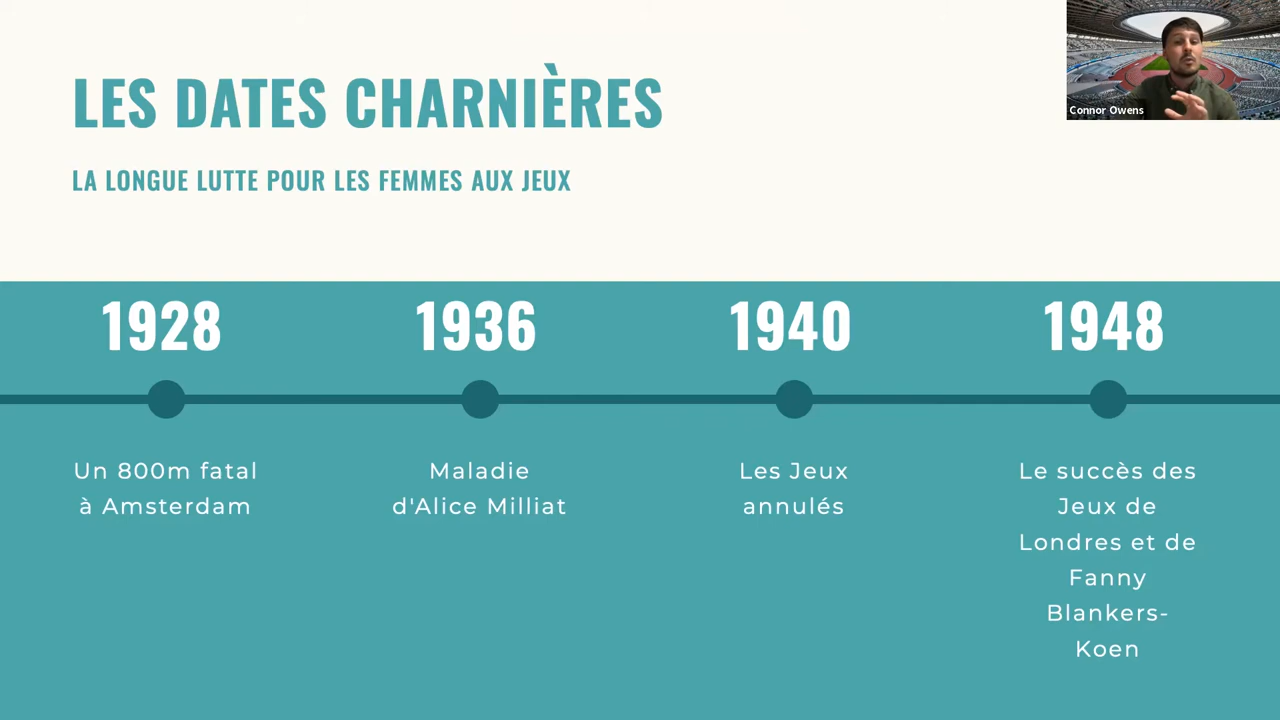 LES DATES CHARNIÈRES
LA LONGUE LUTTE POUR LES FEMMES AUX JEUX
Connor Owens
1928
1936
1940
1948
Un 800m fatal
à Amsterdam
Maladie
d'Alice Milliat
Les Jeux
annulés
Le succès des
Jeux de
Londres et de
Fanny
Blankers-
Koen